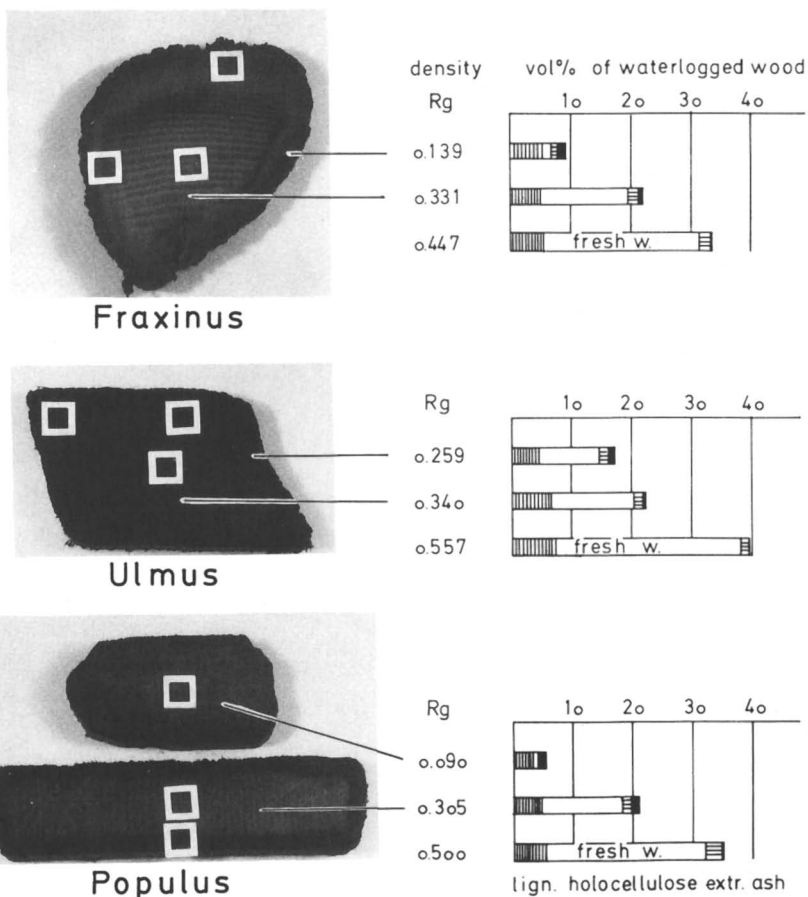 density vol% of waterlogged wood
Rg 1o 2o 3o 4o
o.139
o.331
o.447 fresh w.
Fraxinus
Rg 1o 2o 3o 4o
o.259
o.34o
o.557 fresh w.
Ulmus
Rg 1o 2o 3o 4o
o.o9o
o.3o5
o.5oo fresh w.
Populus lign. holocellulose extr. ash